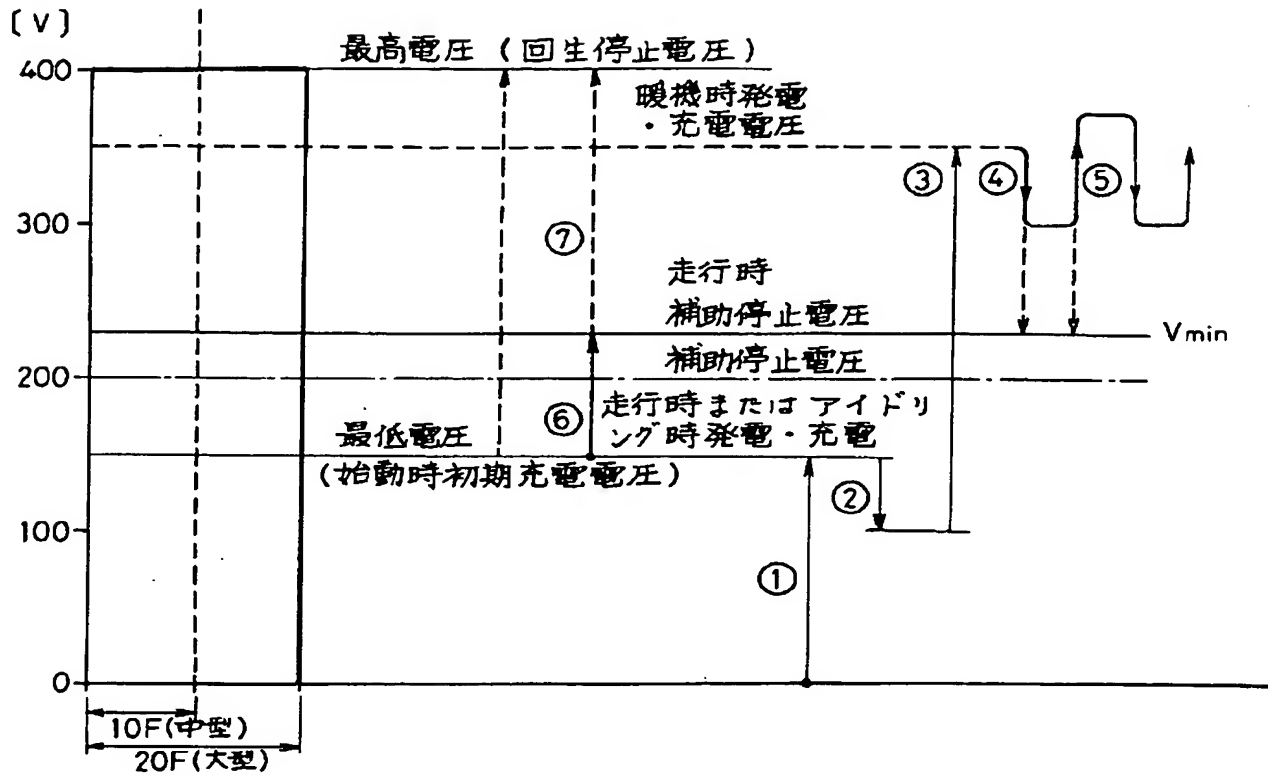 [V]
最高電圧 (回生停止電圧)
400
暖機時発電
・充電電圧
③
④
⑤
300
⑦
走行時
補助停止電圧
Vmin
補助停止電圧
200
⑥
走行時または アイドリ
ング時発電・充電
最低電圧
(始動時初期充電電圧)
②
100
①
0
10F(中型)
20F(大型)